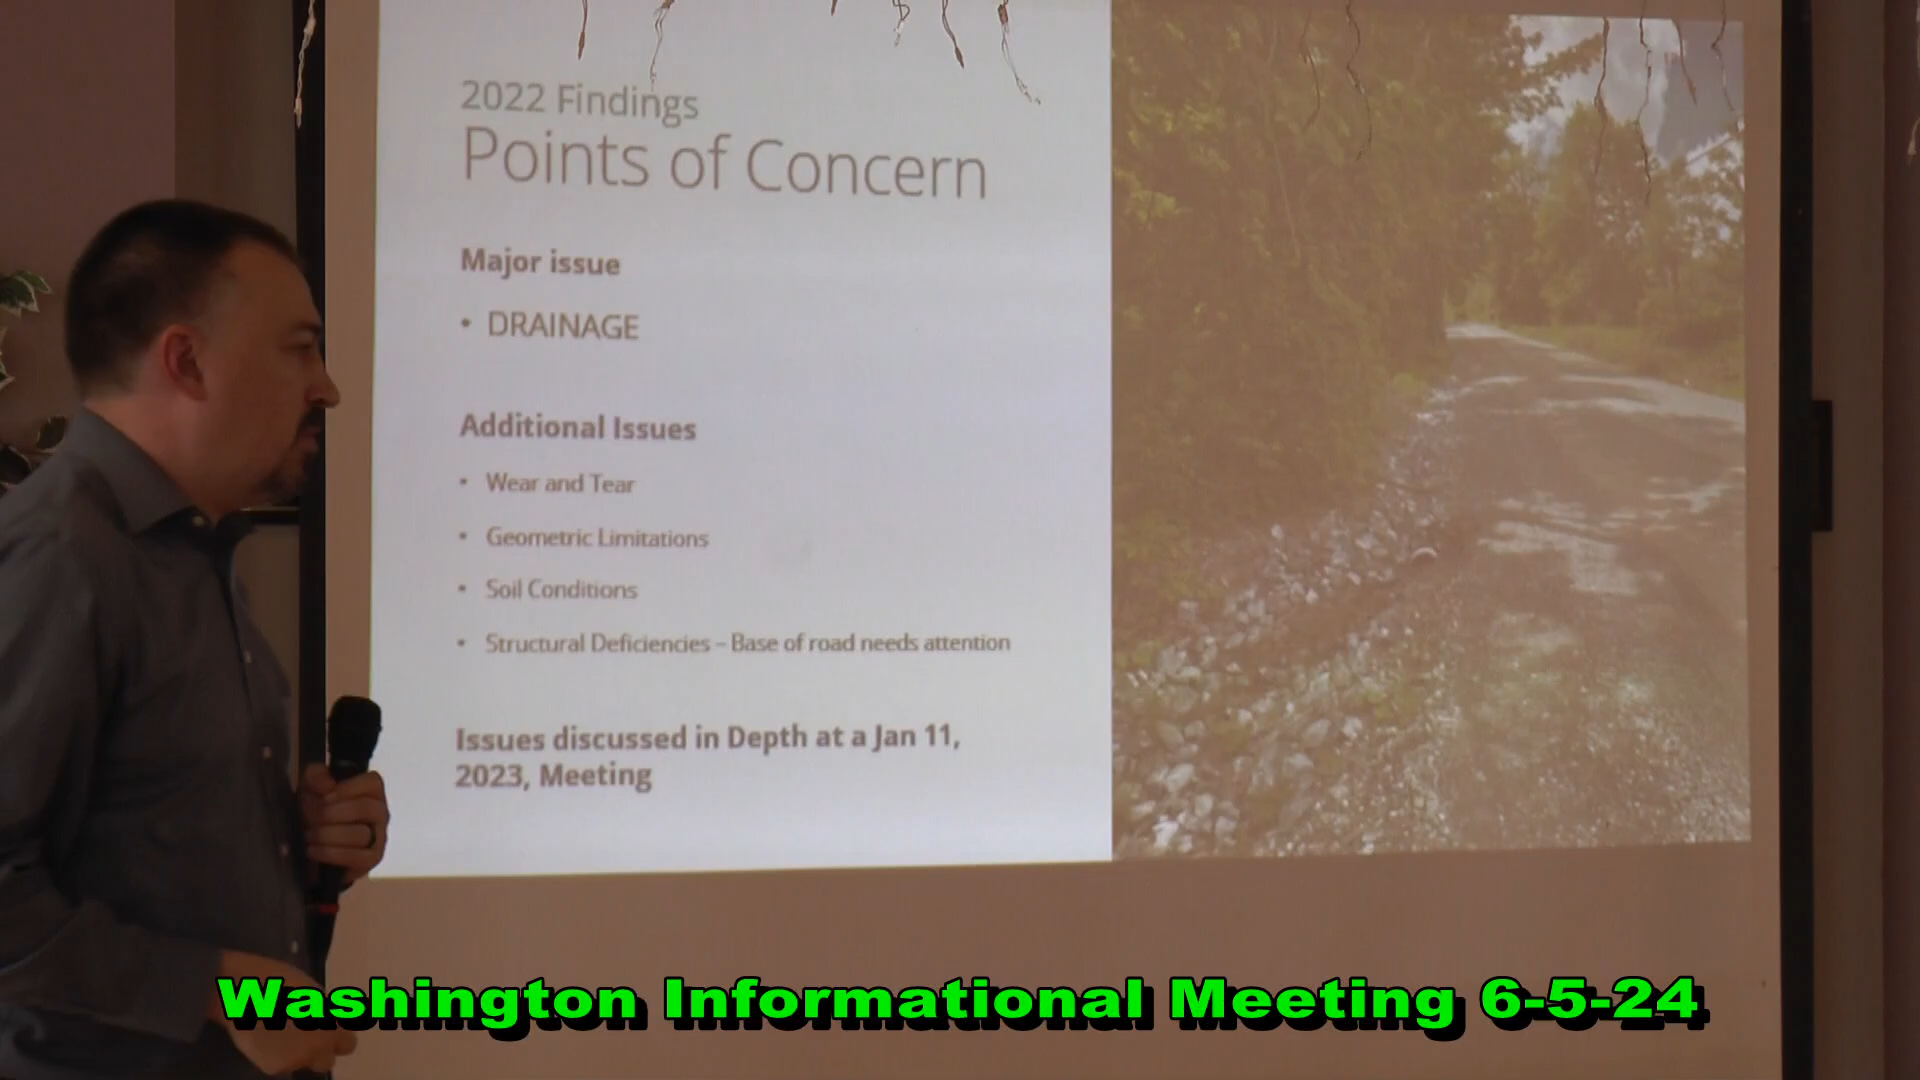 2022 Findings
Points of Concern
Major issue
• DRAINAGE
Additional Issues
• Wear and Tear
• Geometric Limitations
• Soil Conditions
• Structural Deficiencies – Base of road needs attention
Issues discussed in Depth at a Jan 11,
2023, Meeting
Washington Informational Meeting 6-5-24